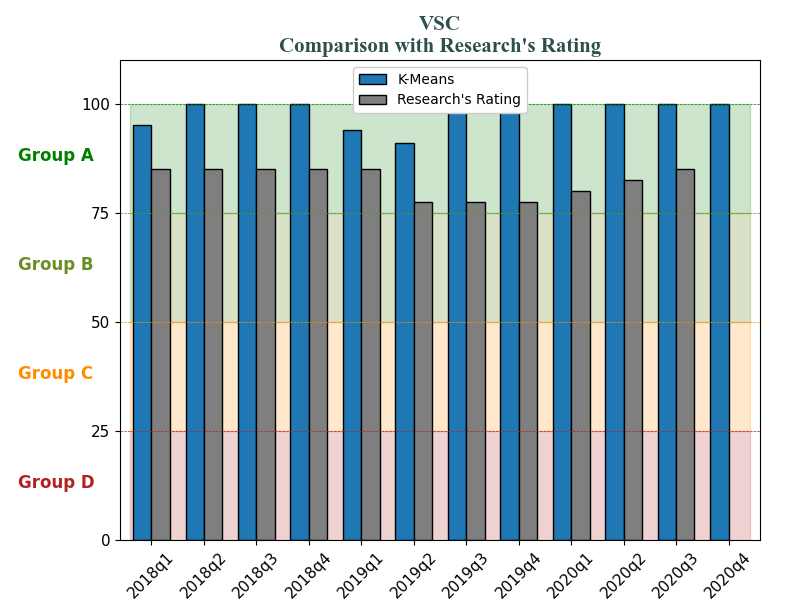 VSC
Comparison with Research's Rating
K-Means
Research's Rating
100
Group A
75
Group B
50
Group C
25
Group D
0
2018q1
2018q2
2018q3
2018q4
2019q1
2019q2
2019q3
2019q4
2020q1
2020q2
2020q3
2020q4